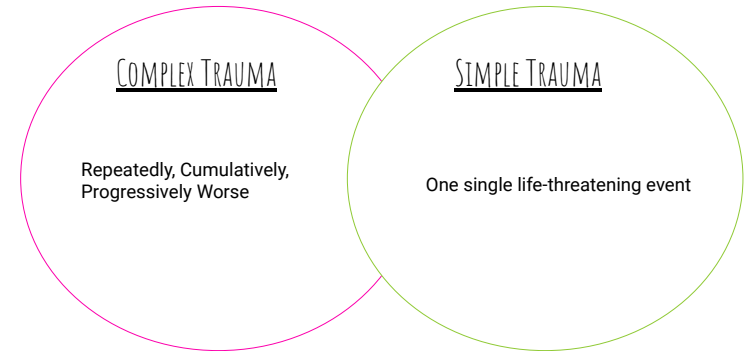 Complex Trauma
Simple Trauma
Repeatedly, Cumulatively,
Progressively Worse
One single life-threatening event